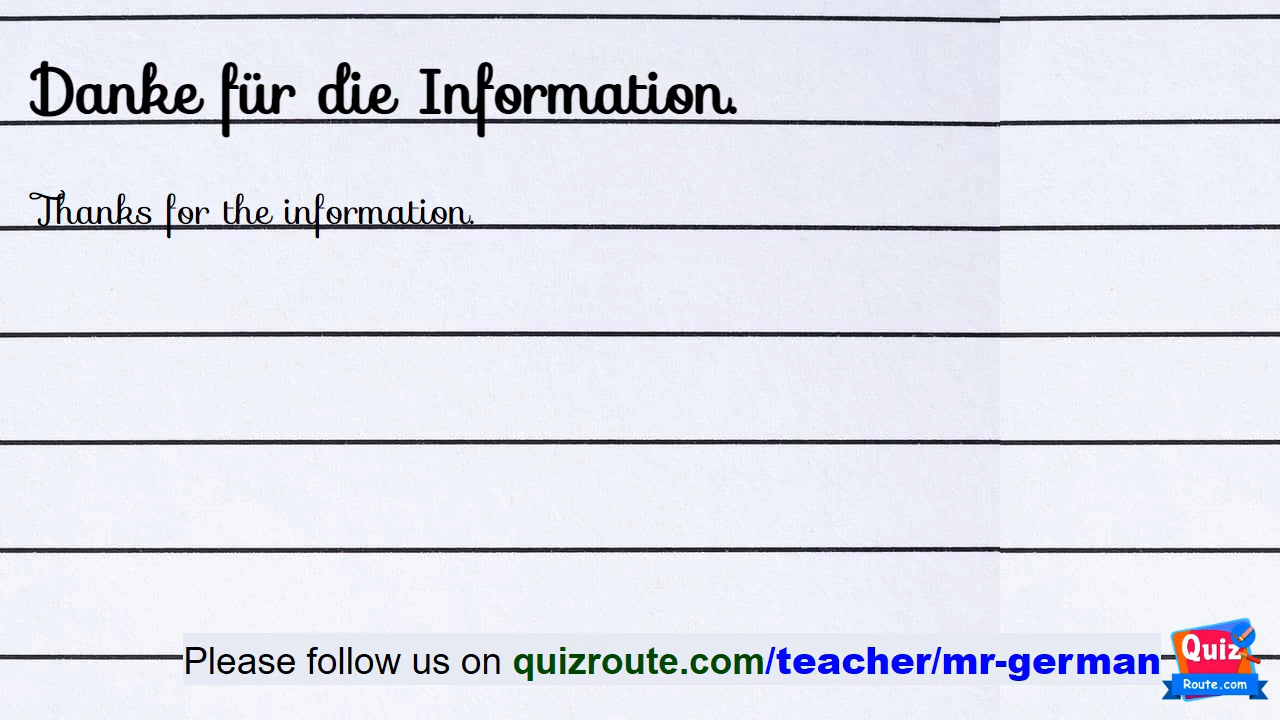 Danke für die Information.
Thanks for the information.
Please follow us on quizroute.com/teacher/mr-german
Quiz
Route.com